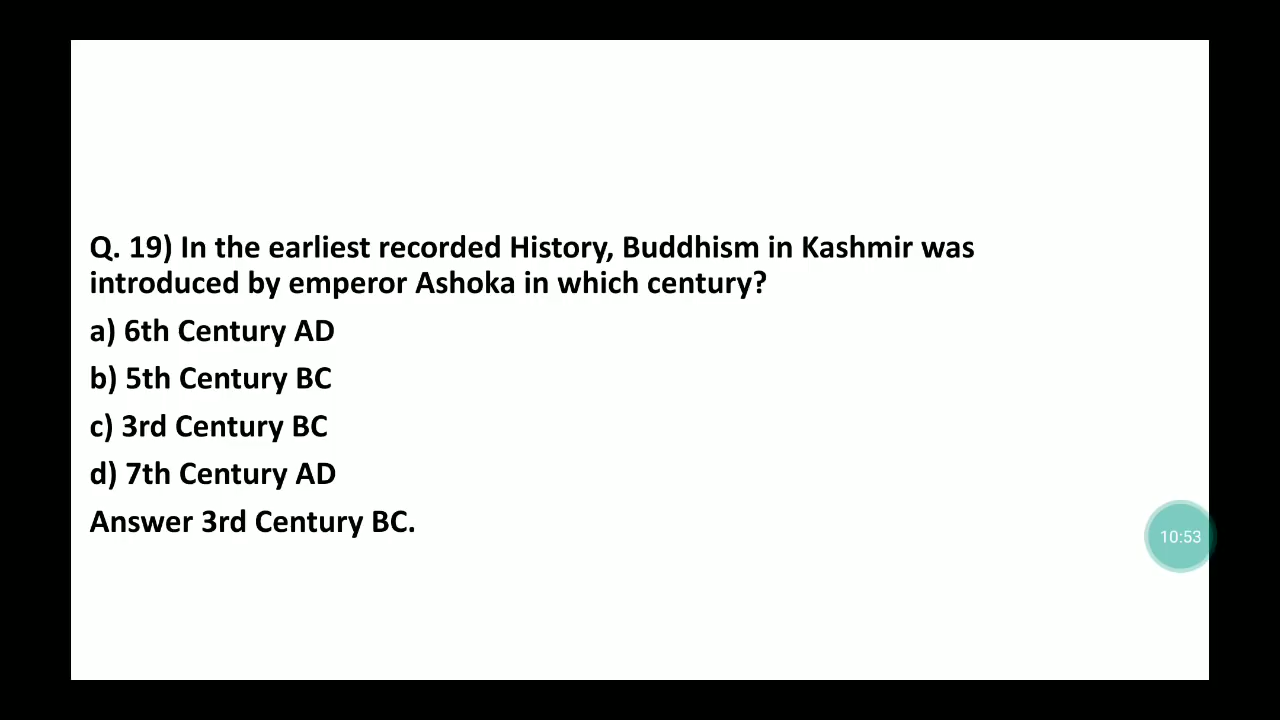 Q. 19) In the earliest recorded History, Buddhism in Kashmir was
introduced by emperor Ashoka in which century?
a) 6th Century AD
b) 5th Century BC
c) 3rd Century BC
d) 7th Century AD
Answer 3rd Century BC.
10:53